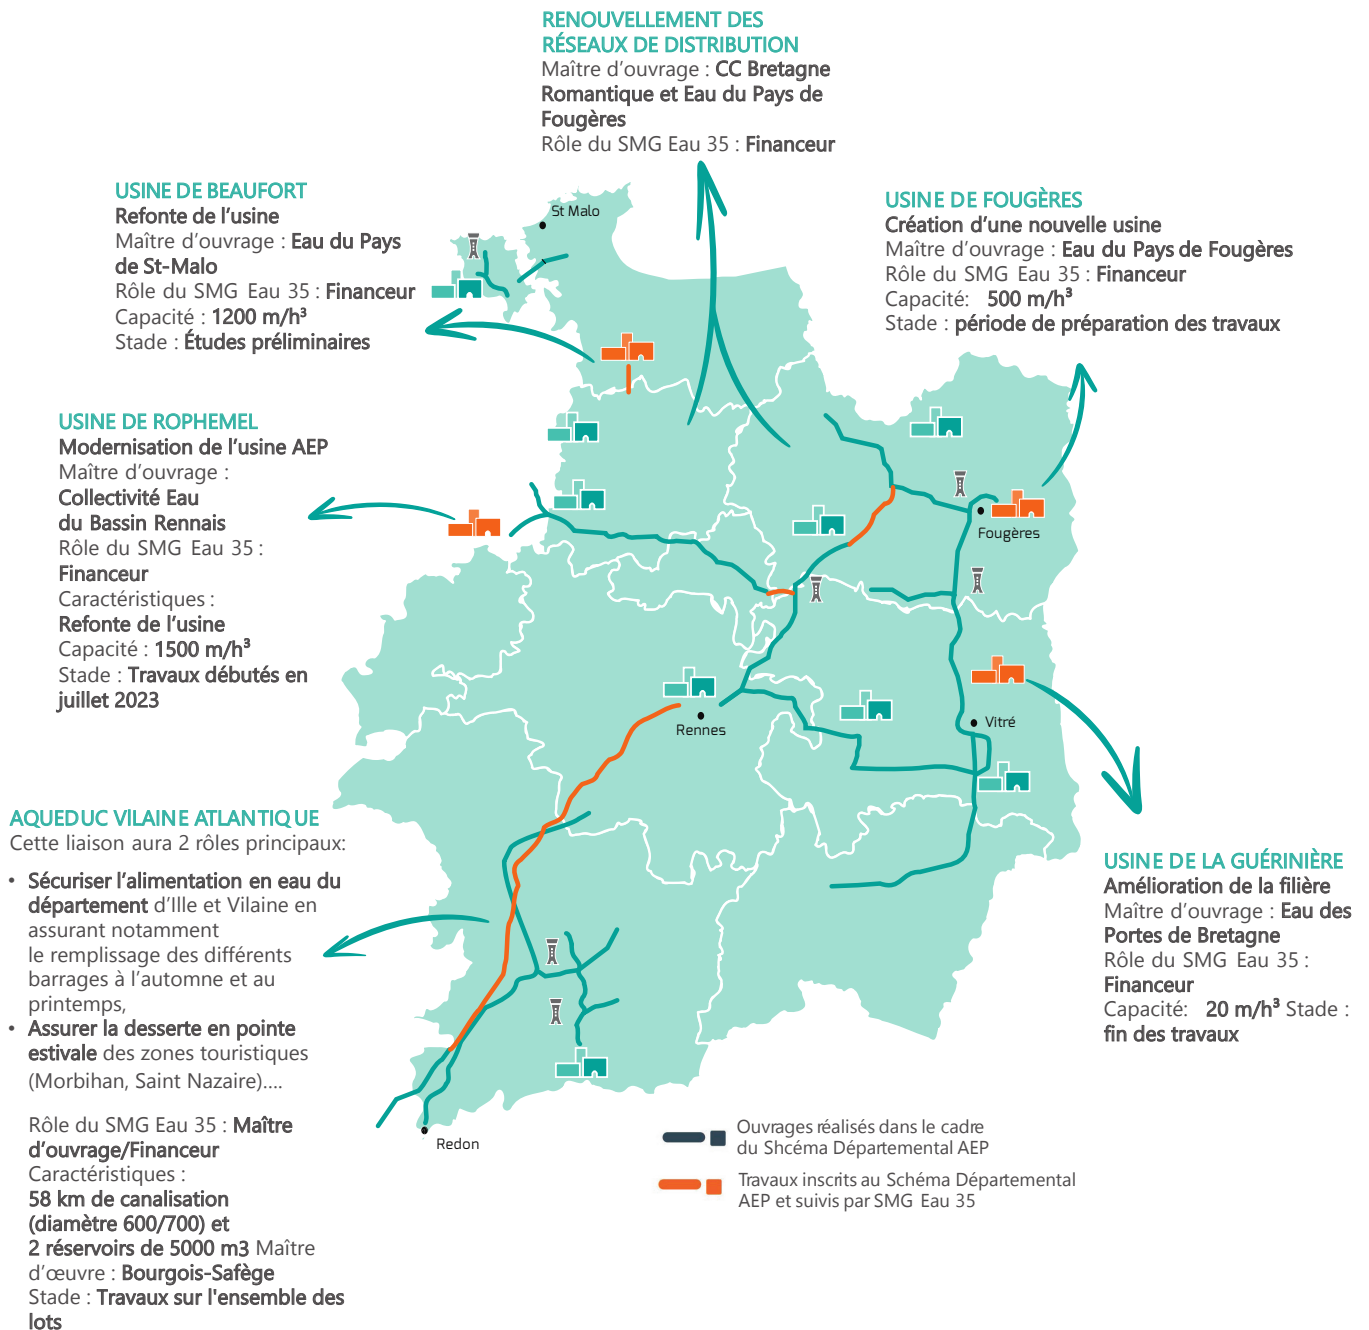 RENOUVELLEMENT DES
RÉSEAUX DE DISTRIBUTION
Maître d'ouvrage : CC Bretagne
Romantique et Eau du Pays de
Fougères
Rôle du SMG Eau 35 : Financeur
USINE DE BEAUFORT
Refonte de l'usine
Maître d'ouvrage : Eau du Pays
de St-Malo
Rôle du SMG Eau 35 : Financeur
Capacité : 1200 m/h³
Stade : Études préliminaires
USINE DE FOUGÈRES
Création d'une nouvelle usine
Maître d'ouvrage : Eau du Pays de Fougères
Rôle du SMG Eau 35 : Financeur
Capacité: 500 m/h³
Stade : période de préparation des travaux
USINE DE ROPHEMEL
Modernisation de l'usine AEP
Maître d'ouvrage :
Collectivité Eau
du Bassin Rennais
Rôle du SMG Eau 35 :
Financeur
Caractéristiques :
Refonte de l'usine
Capacité : 1500 m/h³
Stade : Travaux débutés en
juillet 2023
St Malo
Fougères
Rennes
Vitré
Redon
AQUEDUC VILAINE ATLANTIQUE
Cette liaison aura 2 rôles principaux:
• Sécuriser l'alimentation en eau du
département d'Ille et Vilaine en
assurant notamment
le remplissage des différents
barrages à l'automne et au
printemps,
• Assurer la desserte en pointe
estivale des zones touristiques
(Morbihan, Saint Nazaire)....
Rôle du SMG Eau 35 : Maître
d'ouvrage/Financeur
Caractéristiques :
58 km de canalisation
(diamètre 600/700) et
2 réservoirs de 5000 m3 Maître
d'œuvre : Bourgois-Safège
Stade : Travaux sur l'ensemble des
lots
USINE DE LA GUÉRINIÈRE
Amélioration de la filière
Maître d'ouvrage : Eau des
Portes de Bretagne
Rôle du SMG Eau 35 :
Financeur
Capacité: 20 m/h³ Stade :
fin des travaux
Ouvrages réalisés dans le cadre
du Shcéma Départemental AEP
Travaux inscrits au Schéma Départemental
AEP et suivis par SMG Eau 35